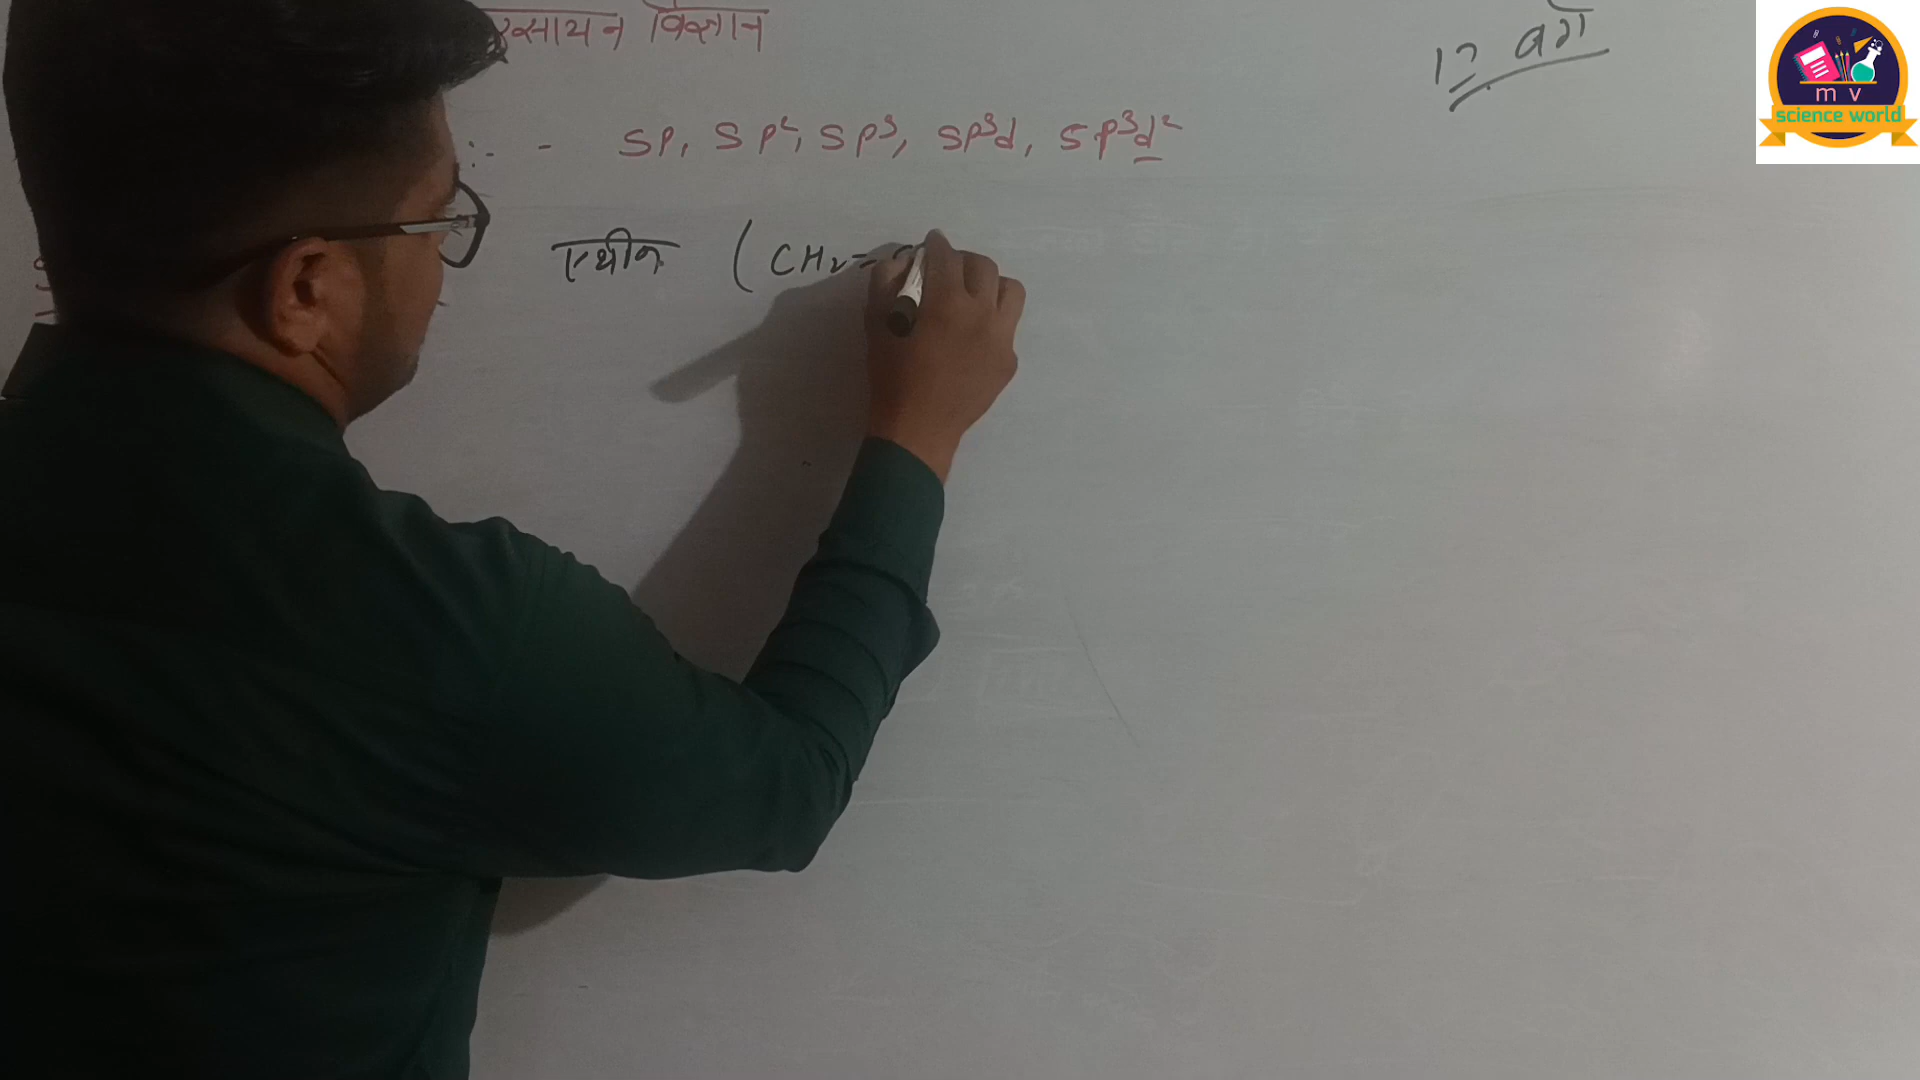 रसायन विज्ञान
12 वर्ग
m v
science world
:- - SP, SP², SP³, SP³d, SP³d²
एथीन (CH₂=